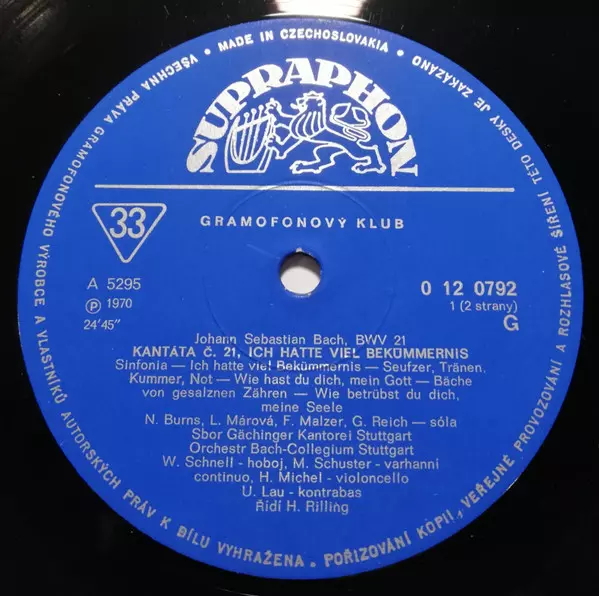 VŠECHNA PRÁVA GRAMOFONOVÉHO VÝROBCE A VLASTNÍKŮ AUTORSKÝCH PRÁV K DÍLU VYHRAŽENA • POŘIZOVÁNÍ KOPIÍ, VEŘEJNÉ PROVOZOVÁNÍ A ROZHLASOVÉ ŠÍŘENÍ TÉTO DESKY JE ZAKÁZÁNO
• MADE IN CZECHOSLOVAKIA •
SUPRAPHON
33
GRAMOFONOVÝ KLUB
A 5295
0 12 0792
Ⓟ 1970
1 (2 strany)
24'45"
G
Johann Sebastian Bach, BWV 21
KANTÁTA Č. 21, ICH HATTE VIEL BEKÜMMERNIS
Sinfonia — Ich hatte viel Bekümmernis — Seufzer, Tränen,
Kummer, Not — Wie hast du dich, mein Gott — Bäche
von gesalznen Zähren — Wie betrübst du dich,
meine Seele
N. Burns, L. Márová, F. Malzer, G. Reich — sóla
Sbor Gächinger Kantorei Stuttgart
Orchestr Bach-Collegium Stuttgart
W. Schnell - hoboj, M. Schuster - varhanní
continuo, H. Michel - violoncello
U. Lau - kontrabas
Řídí H. Rilling